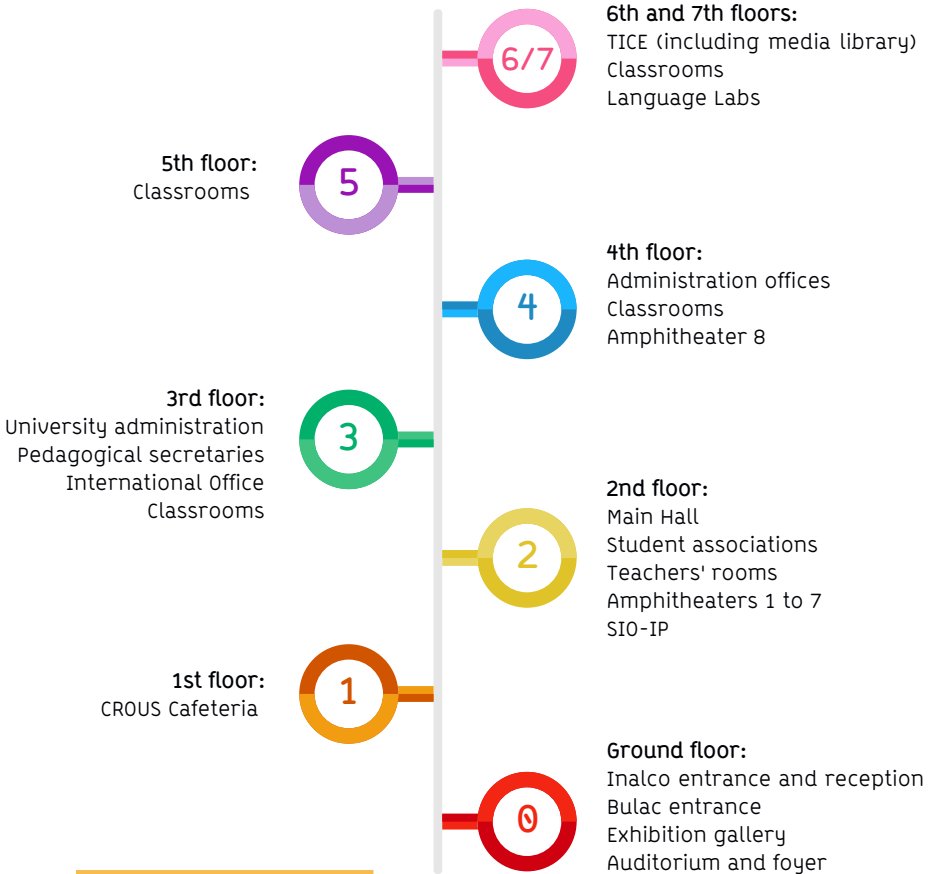 6/7
6th and 7th floors:
TICE (including media library)
Classrooms
Language Labs
5th floor:
Classrooms
5
4
4th floor:
Administration offices
Classrooms
Amphitheater 8
3rd floor:
University administration
Pedagogical secretaries
International Office
Classrooms
3
2
2nd floor:
Main Hall
Student associations
Teachers' rooms
Amphitheaters 1 to 7
SIO-IP
1st floor:
CROUS Cafeteria
1
0
Ground floor:
Inalco entrance and reception
Bulac entrance
Exhibition gallery
Auditorium and foyer